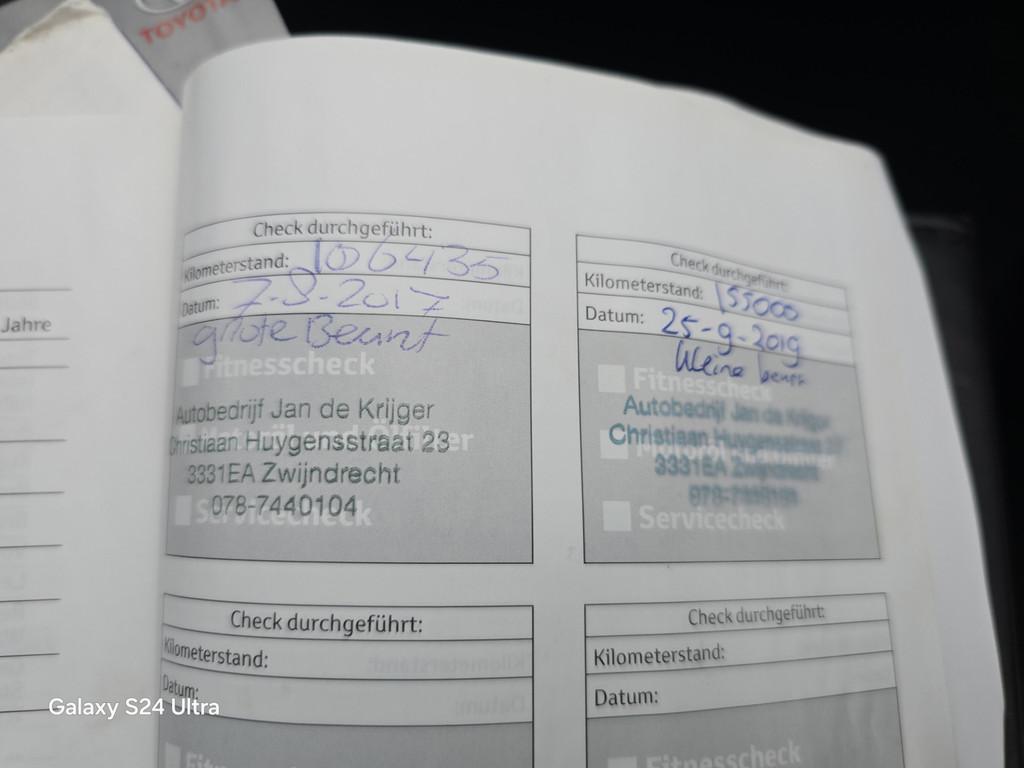 TOYOTA
Jahre
Check durchgeführt:
Kilometerstand: 106435
Datum: 7-8-2017
grote Beurt
Fitnesscheck
Autobedrijf Jan de Krijger
Christiaan Huygensstraat 23
3331EA Zwijndrecht
078-7440104
Servicecheck
Check durchgeführt:
Kilometerstand: 155000
Datum: 25-9-2019
kleine beurt
Fitnesscheck
Autobedrijf Jan de Krijger
Christiaan Huygensstraat
3331EA Zwijndrecht
Servicecheck
Check durchgeführt:
Kilometerstand:
Datum:
Check durchgeführt:
Kilometerstand:
Datum:
Fitnesscheck
Galaxy S24 Ultra